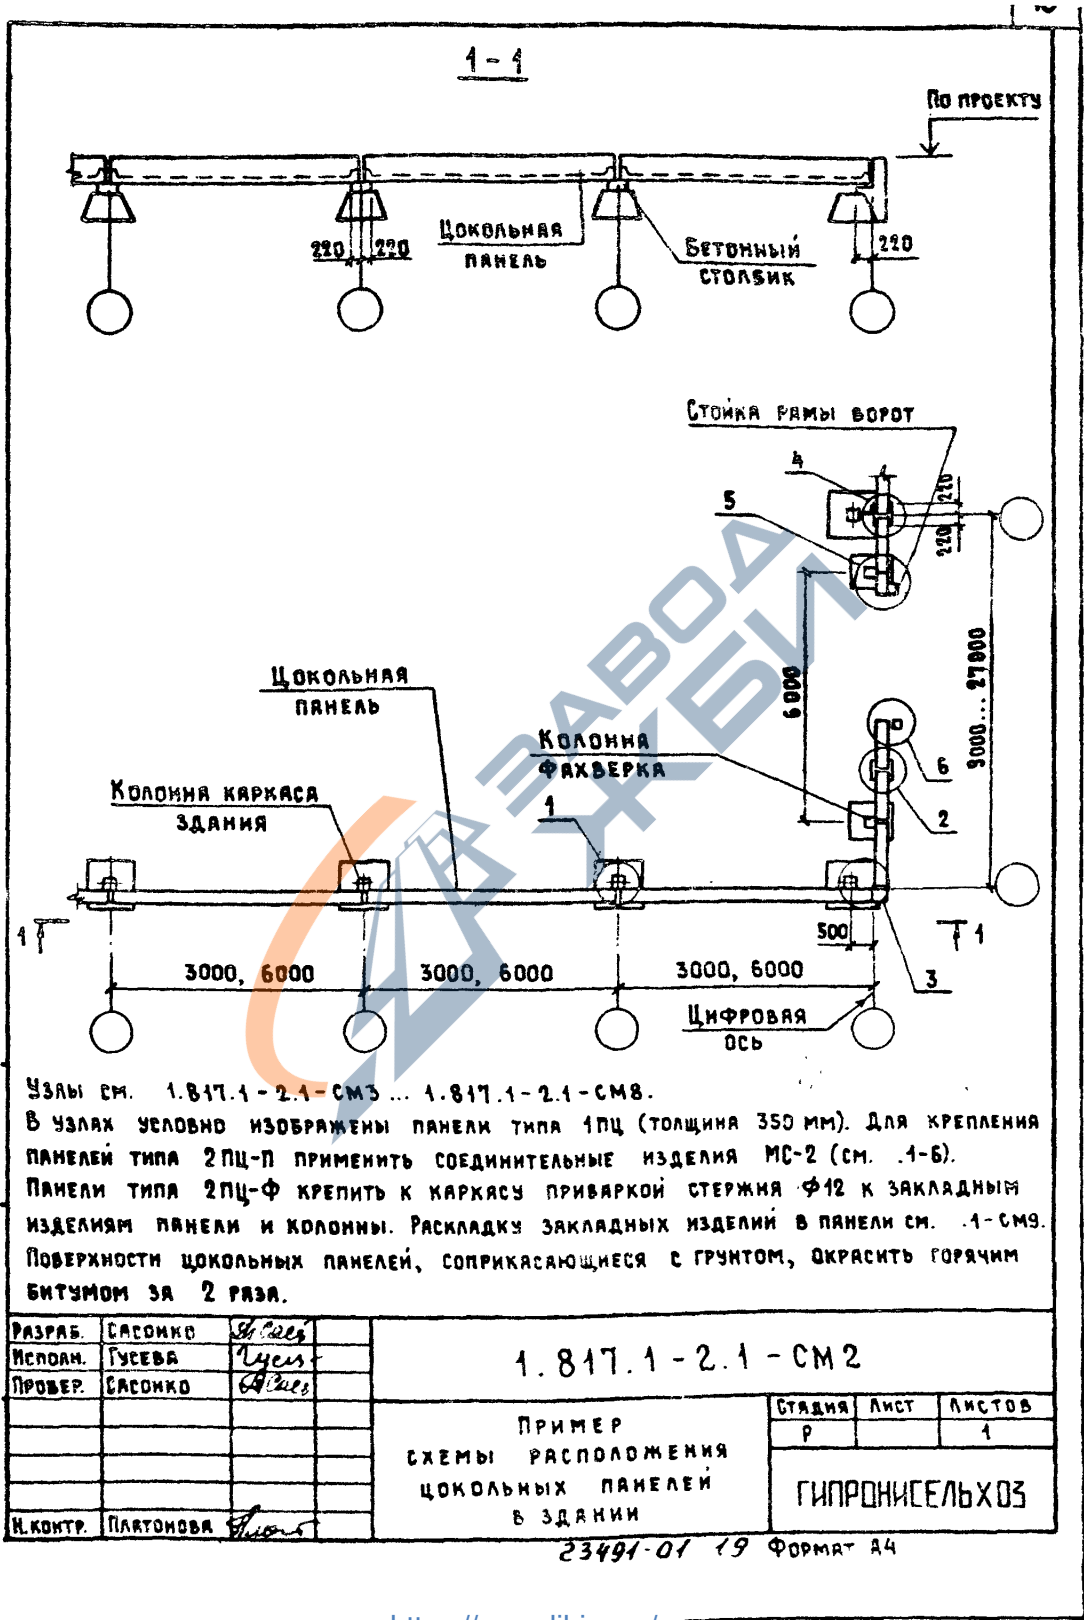 1-1
По проекту
Цокольная
панель
Бетонный
столбик
220
220
220
Стойка рамы ворот
4
5
220
220
6000
9000...27000
Цокольная
панель
Колонна
фахверка
6
2
Колонна каркаса
здания
1
1
1
500
3
3000, 6000
3000, 6000
3000, 6000
Цифровая
ось
ЗАВОД
ЖБИ
Узлы см. 1.817.1-2.1-СМ3... 1.817.1-2.1-СМ8.
В узлах условно изображены панели типа 1ПЦ (толщина 350 мм). Для крепления
панелей типа 2ПЦ-П применить соединительные изделия МС-2 (см. .1-6).
Панели типа 2ПЦ-Ф крепить к каркасу приваркой стержня ф12 к закладным
изделиям панели и колонны. Раскладку закладных изделий в панели см. .1-СМ9.
Поверхности цокольных панелей, соприкасающиеся с грунтом, окрасить горячим
битумом за 2 раза.
Разраб. Сасонко
Исполн. Гусева
Провер. Сасонко
Н.контр. Платонова
1.817.1-2.1-СМ2
Пример
схемы расположения
цокольных панелей
в здании
Стадия Лист Листов
Р 1
ГИПРОНИСЕЛЬХОЗ
23491-01 19 Формат А4